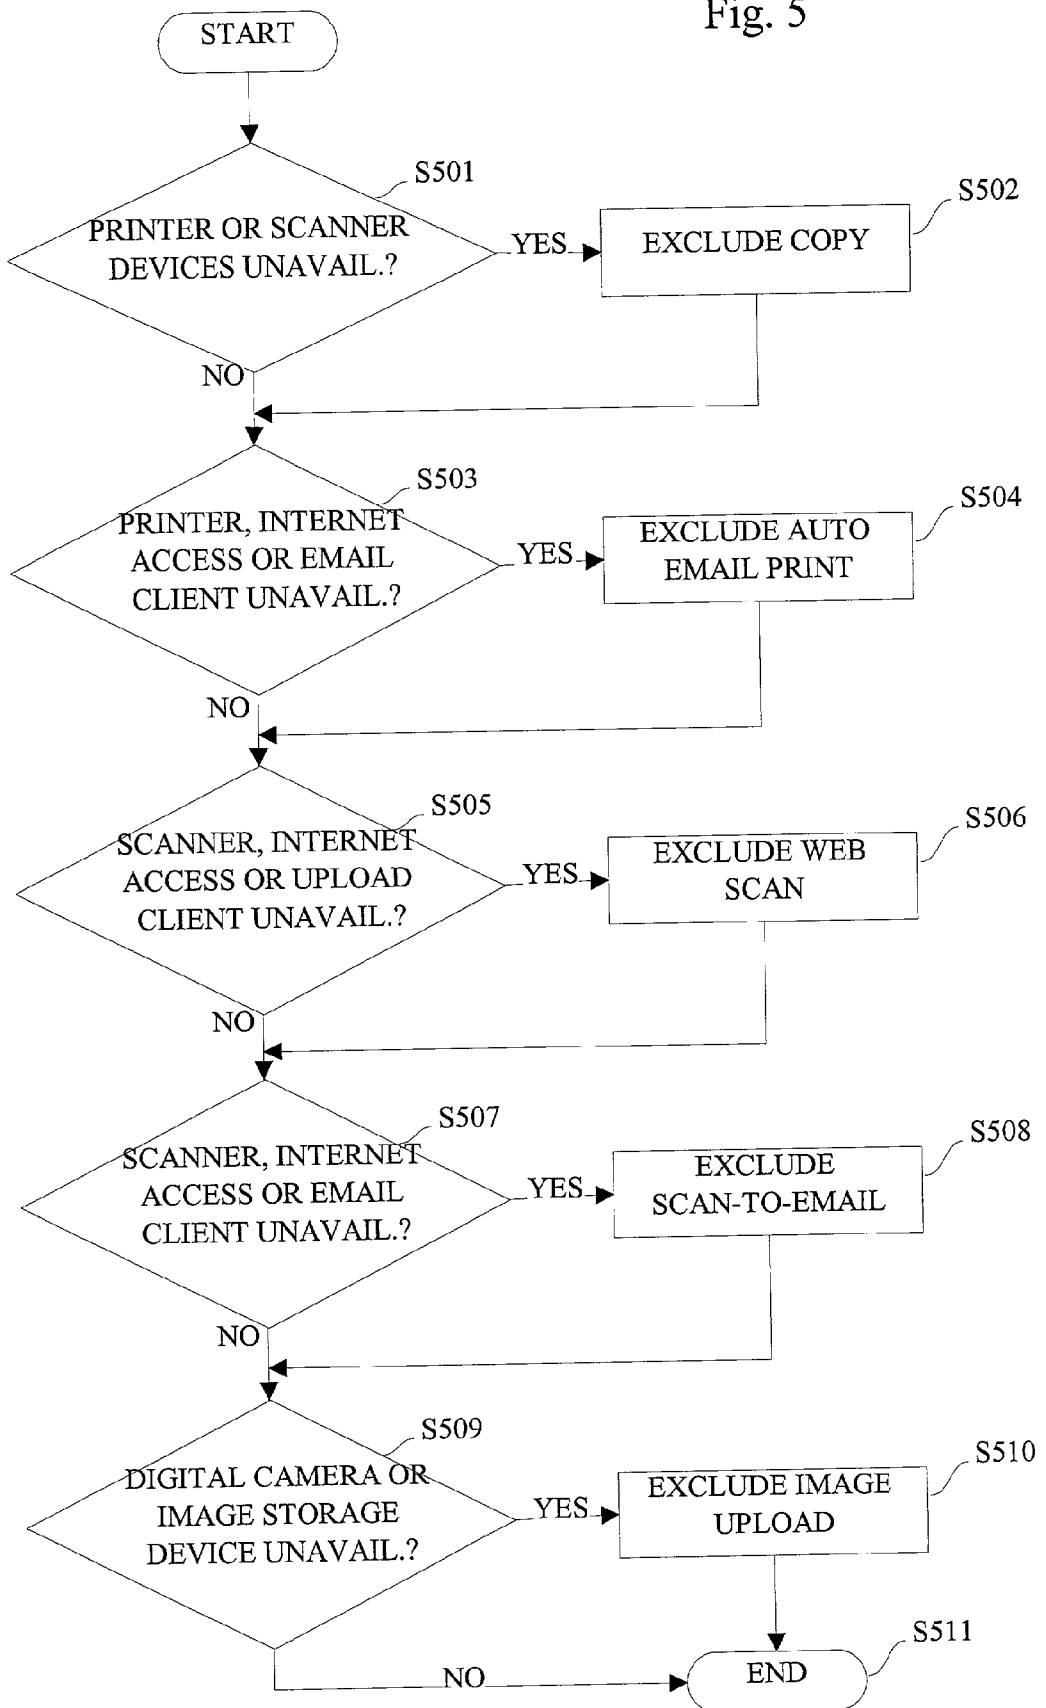 Fig. 5
START
S501
PRINTER OR SCANNER
DEVICES UNAVAIL.?
YES
S502
EXCLUDE COPY
NO
S503
PRINTER, INTERNET
ACCESS OR EMAIL
CLIENT UNAVAIL.?
YES
S504
EXCLUDE AUTO
EMAIL PRINT
NO
S505
SCANNER, INTERNET
ACCESS OR UPLOAD
CLIENT UNAVAIL.?
YES
S506
EXCLUDE WEB
SCAN
NO
S507
SCANNER, INTERNET
ACCESS OR EMAIL
CLIENT UNAVAIL.?
YES
S508
EXCLUDE
SCAN-TO-EMAIL
NO
S509
DIGITAL CAMERA OR
IMAGE STORAGE
DEVICE UNAVAIL.?
YES
S510
EXCLUDE IMAGE
UPLOAD
NO
S511
END